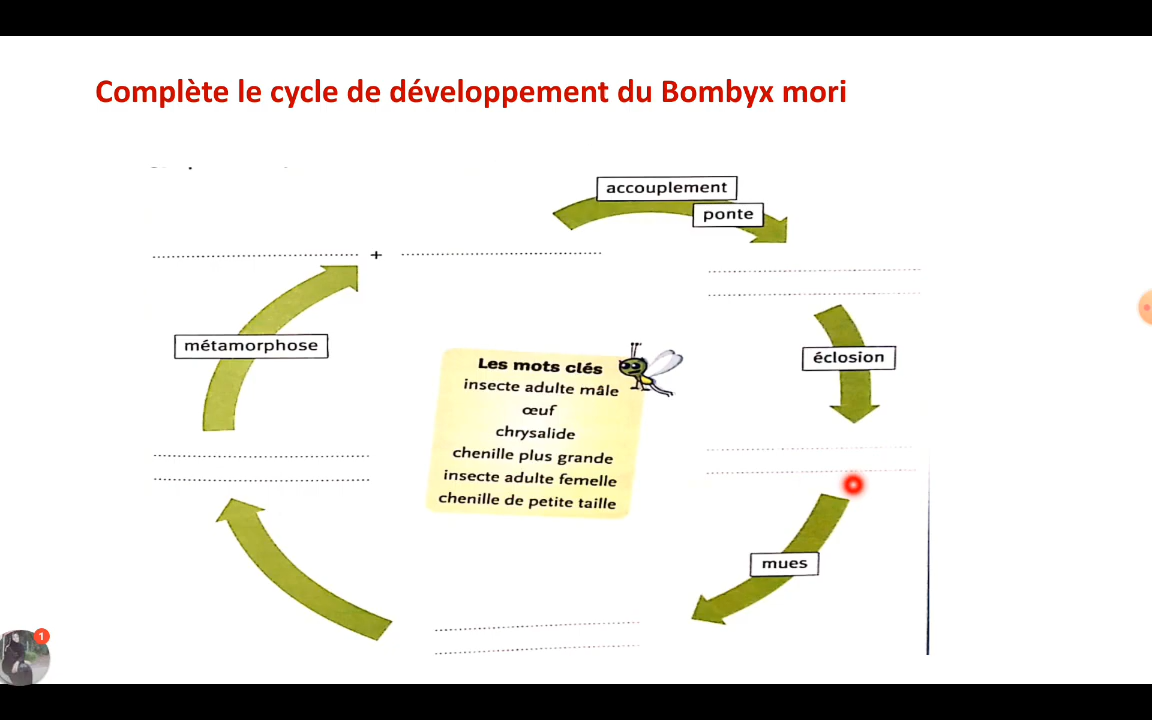 Complète le cycle de développement du Bombyx mori
accouplement
ponte
+
métamorphose
éclosion
Les mots clés
insecte adulte mâle
œuf
chrysalide
chenille plus grande
insecte adulte femelle
chenille de petite taille
mues
1